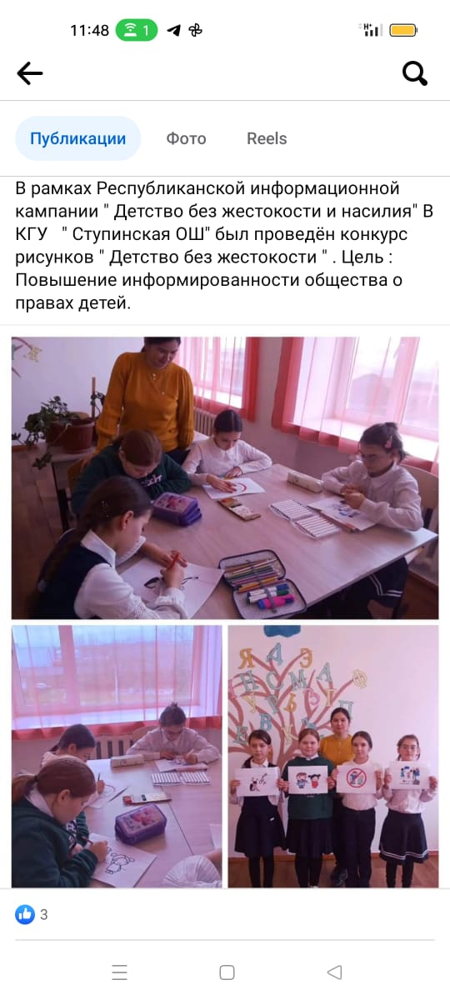 11:48
1
H+
Публикации
Фото
Reels
В рамках Республиканской информационной
кампании " Детство без жестокости и насилия" В
КГУ " Ступинская ОШ" был проведён конкурс
рисунков " Детство без жестокости " . Цель :
Повышение информированности общества о
правах детей.
Я А Э
Н О М А Ф
У Р Ь В Г П
Е В К
3